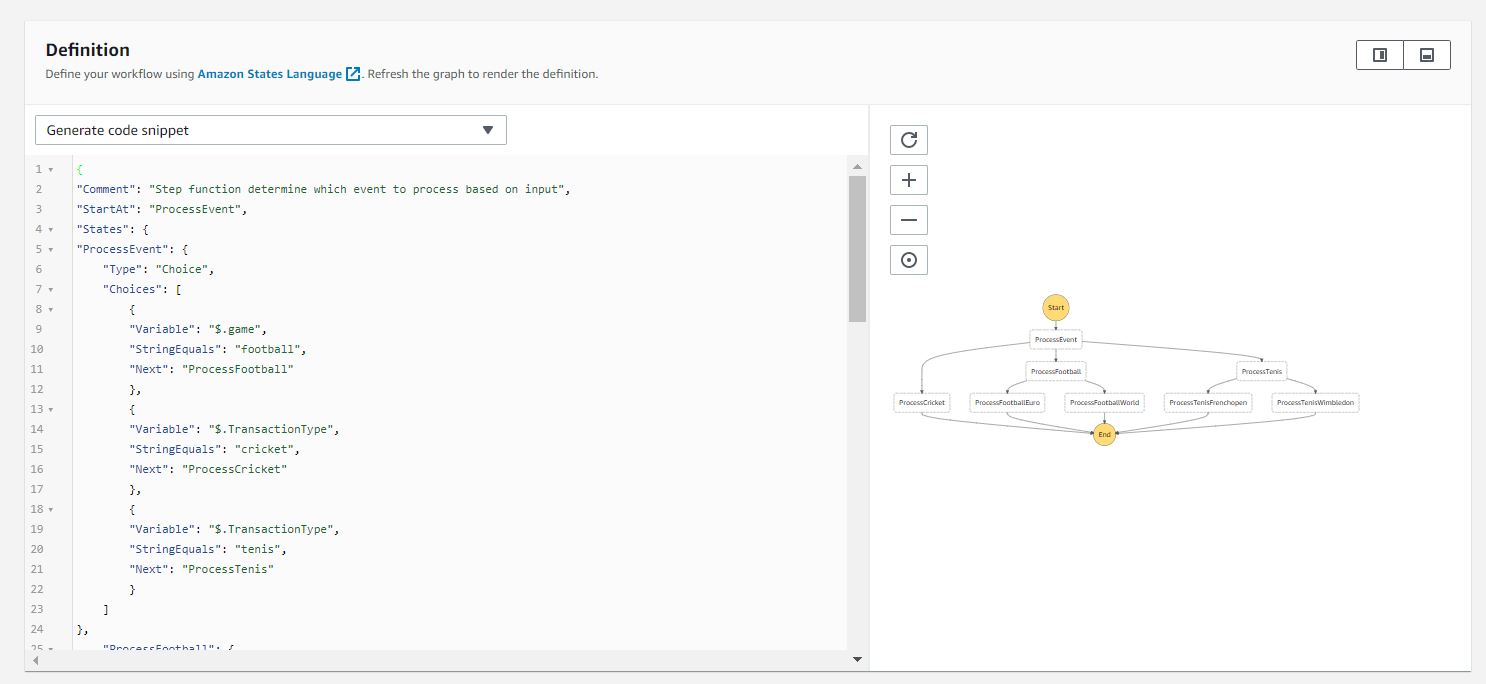 Definition
Define your workflow using Amazon States Language. Refresh the graph to render the definition.
Generate code snippet
1 {
2 "Comment": "Step function determine which event to process based on input",
3 "StartAt": "ProcessEvent",
4 "States": {
5 "ProcessEvent": {
6 "Type": "Choice",
7 "Choices": [
8 {
9 "Variable": "$.game",
10 "StringEquals": "football",
11 "Next": "ProcessFootball"
12 },
13 {
14 "Variable": "$.TransactionType",
15 "StringEquals": "cricket",
16 "Next": "ProcessCricket"
17 },
18 {
19 "Variable": "$.TransactionType",
20 "StringEquals": "tenis",
21 "Next": "ProcessTenis"
22 }
23 ]
24 },
25 "ProcessFootball": {
Start
ProcessEvent
ProcessFootball ProcessTenis
ProcessCricket ProcessFootballEuro ProcessFootballWorld ProcessTenisFrenchopen ProcessTenisWimbledon
End